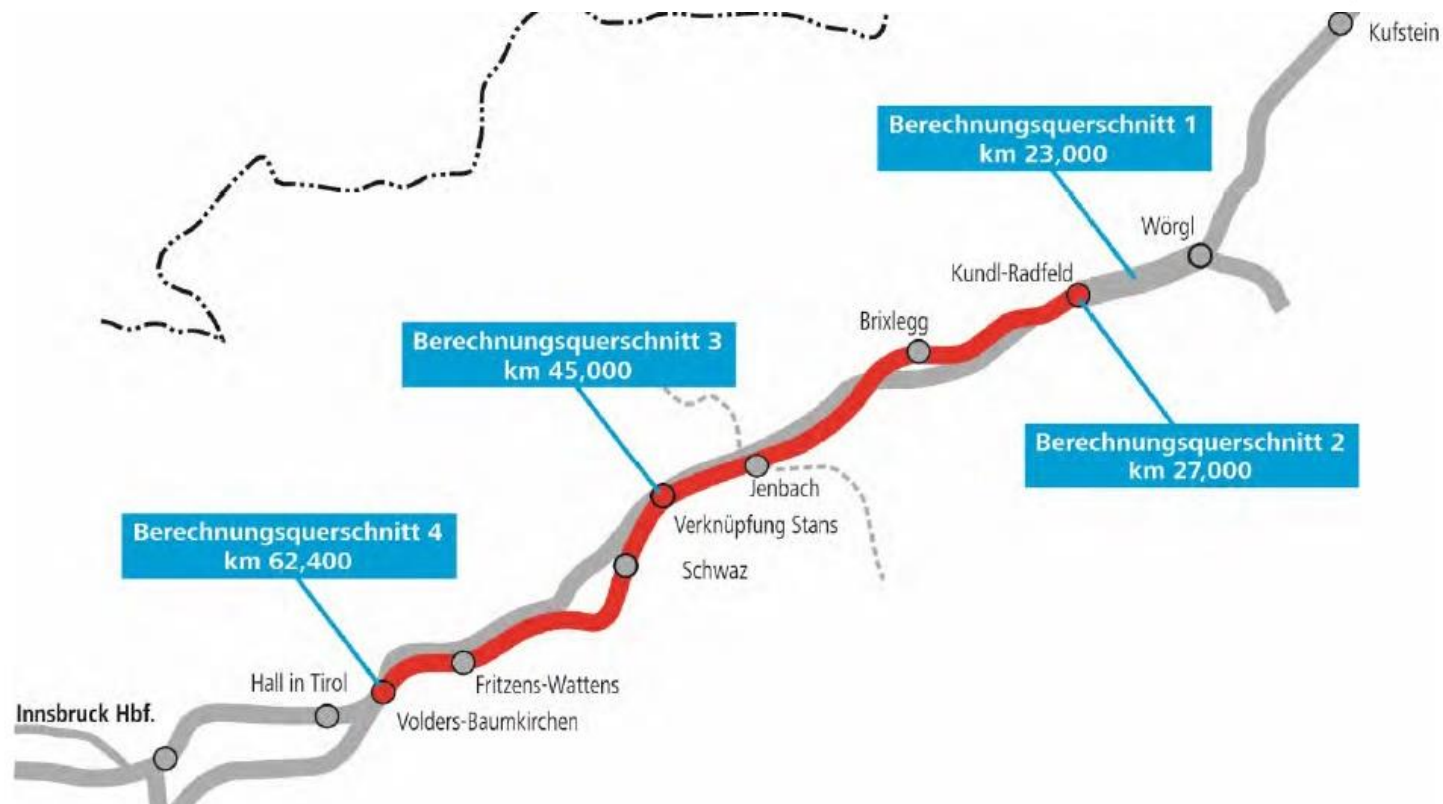 Kufstein
Berechnungsquerschnitt 1
km 23,000
Wörgl
Kundl-Radfeld
Brixlegg
Berechnungsquerschnitt 3
km 45,000
Berechnungsquerschnitt 2
km 27,000
Jenbach
Verknüpfung Stans
Berechnungsquerschnitt 4
km 62,400
Schwaz
Hall in Tirol
Fritzens-Wattens
Innsbruck Hbf.
Volders-Baumkirchen